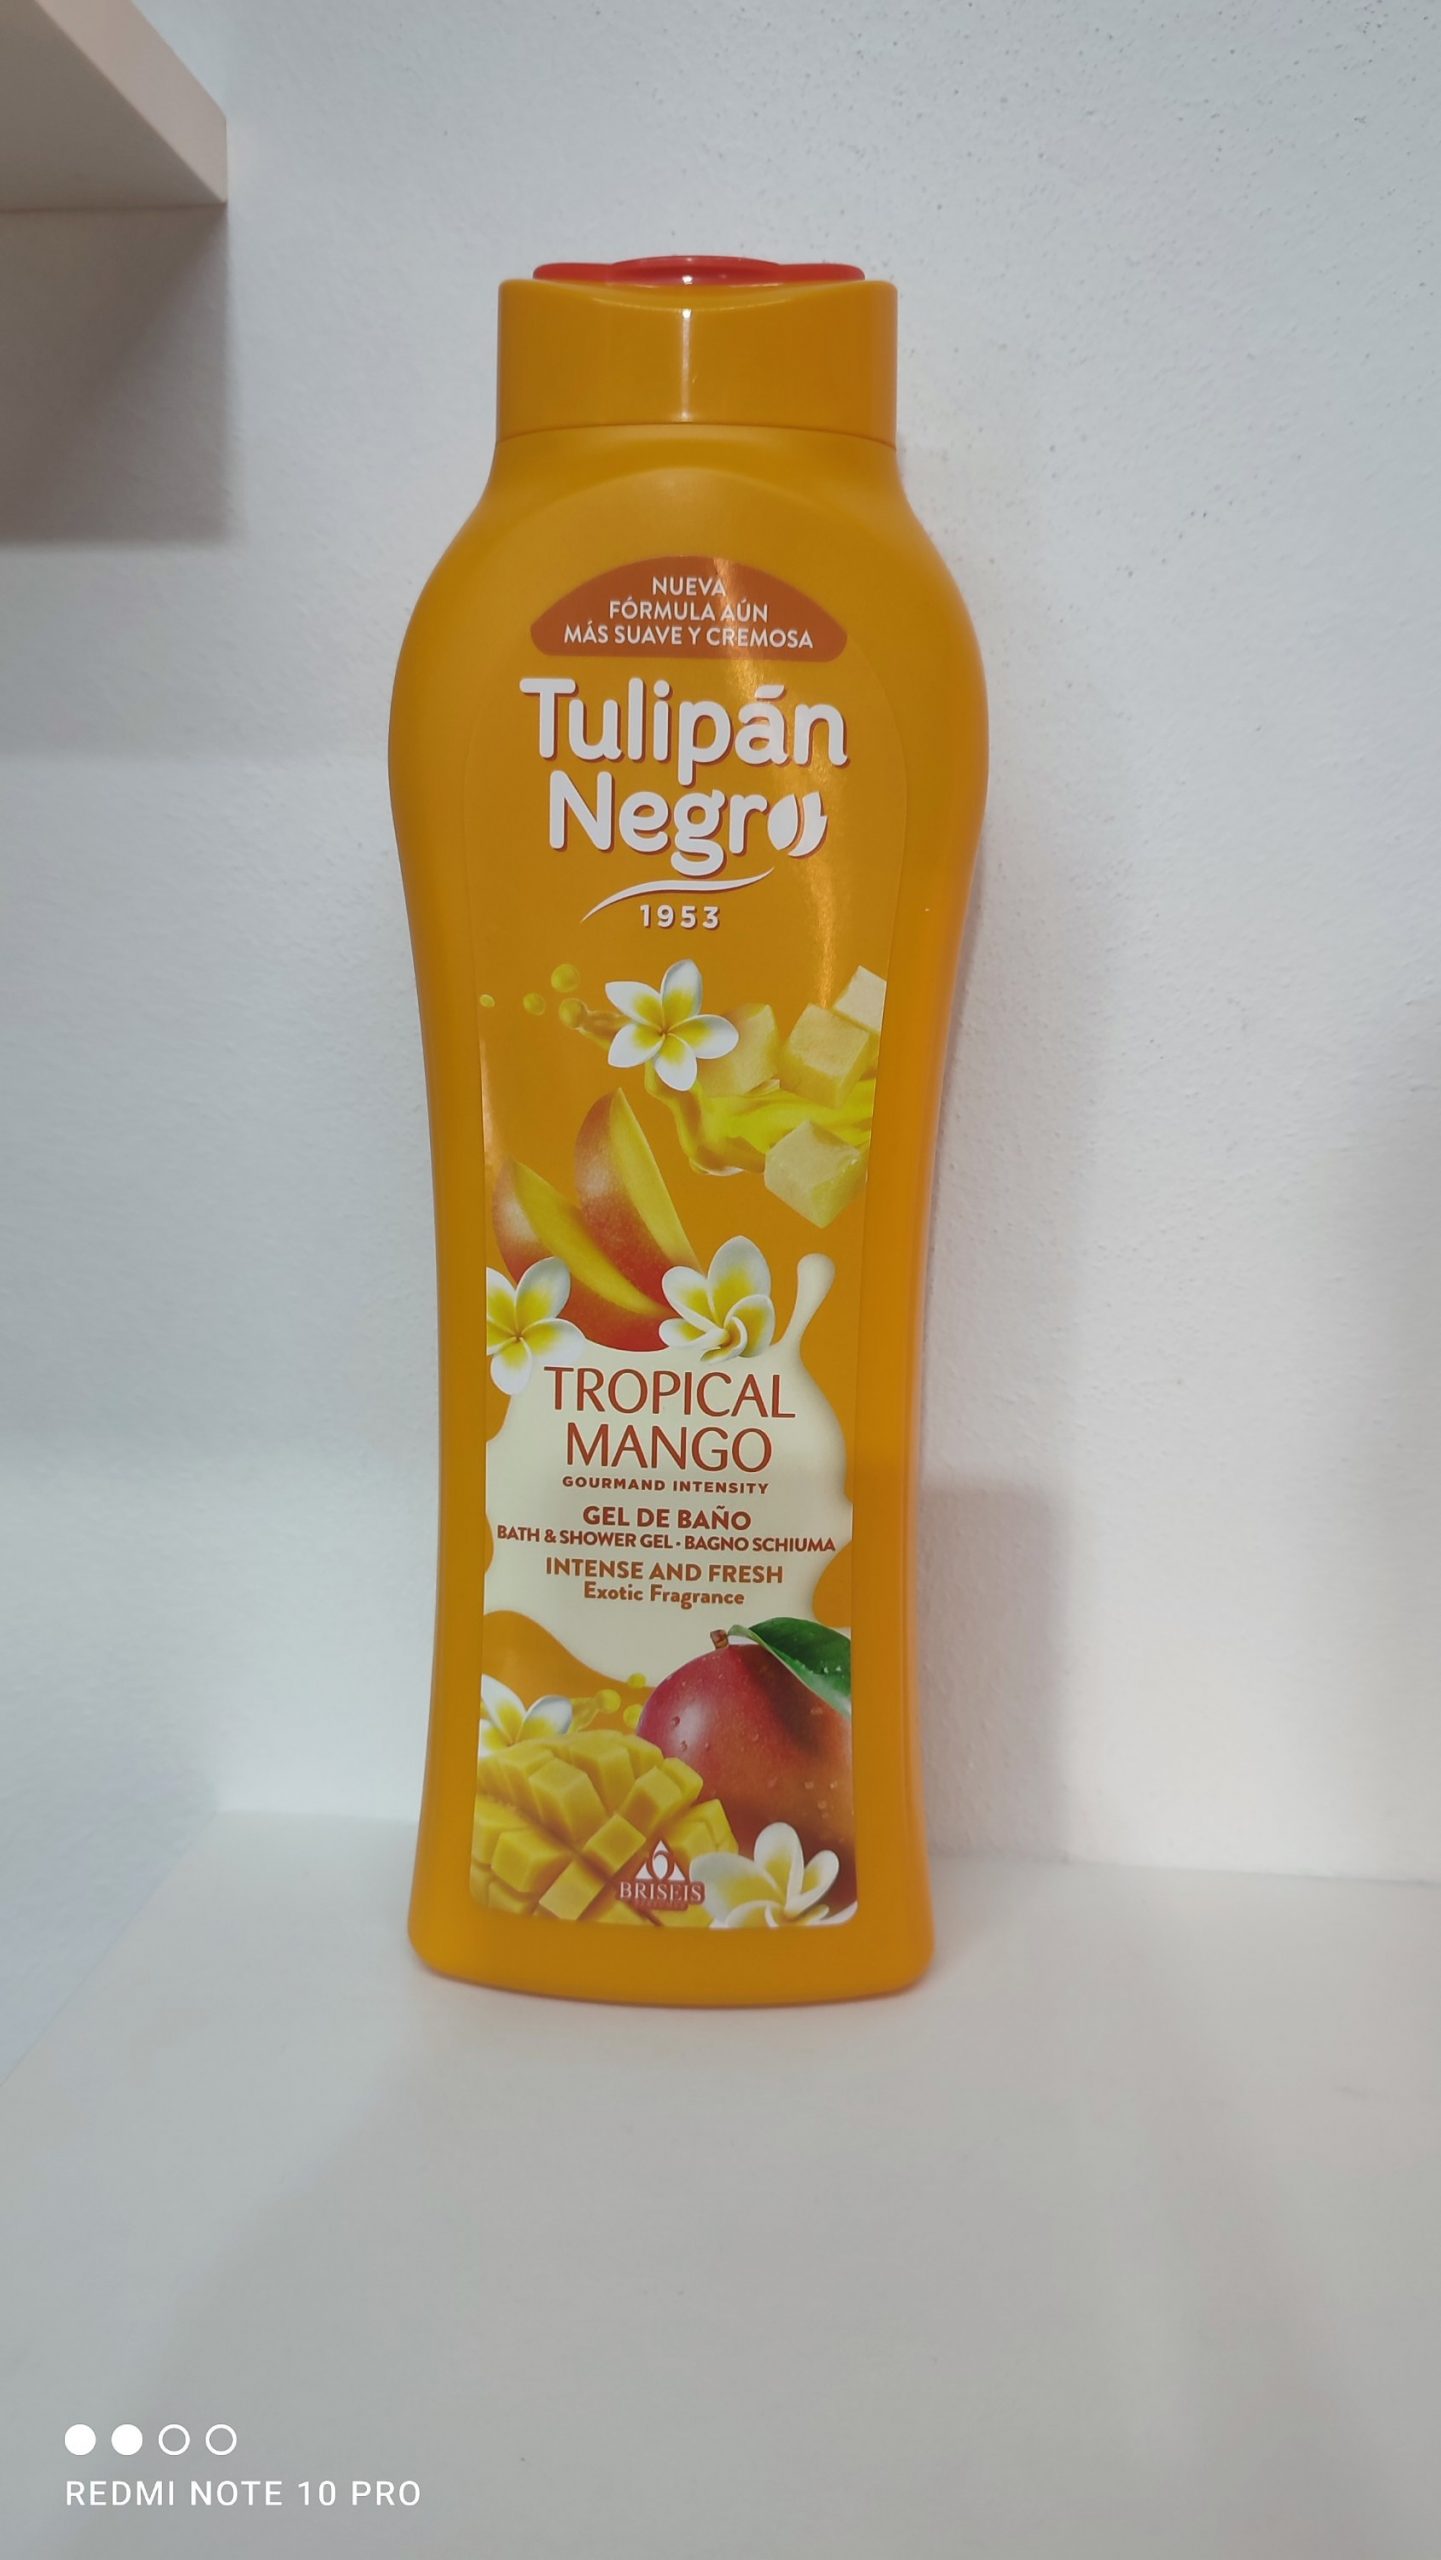 NUEVA
FÓRMULA AÚN
MÁS SUAVE Y CREMOSA
Tulipán
Negro
1953
TROPICAL
MANGO
GOURMAND INTENSITY
GEL DE BAÑO
BATH & SHOWER GEL · BAGNO SCHIUMA
INTENSE AND FRESH
Exotic Fragrance
BRISEIS
REDMI NOTE 10 PRO